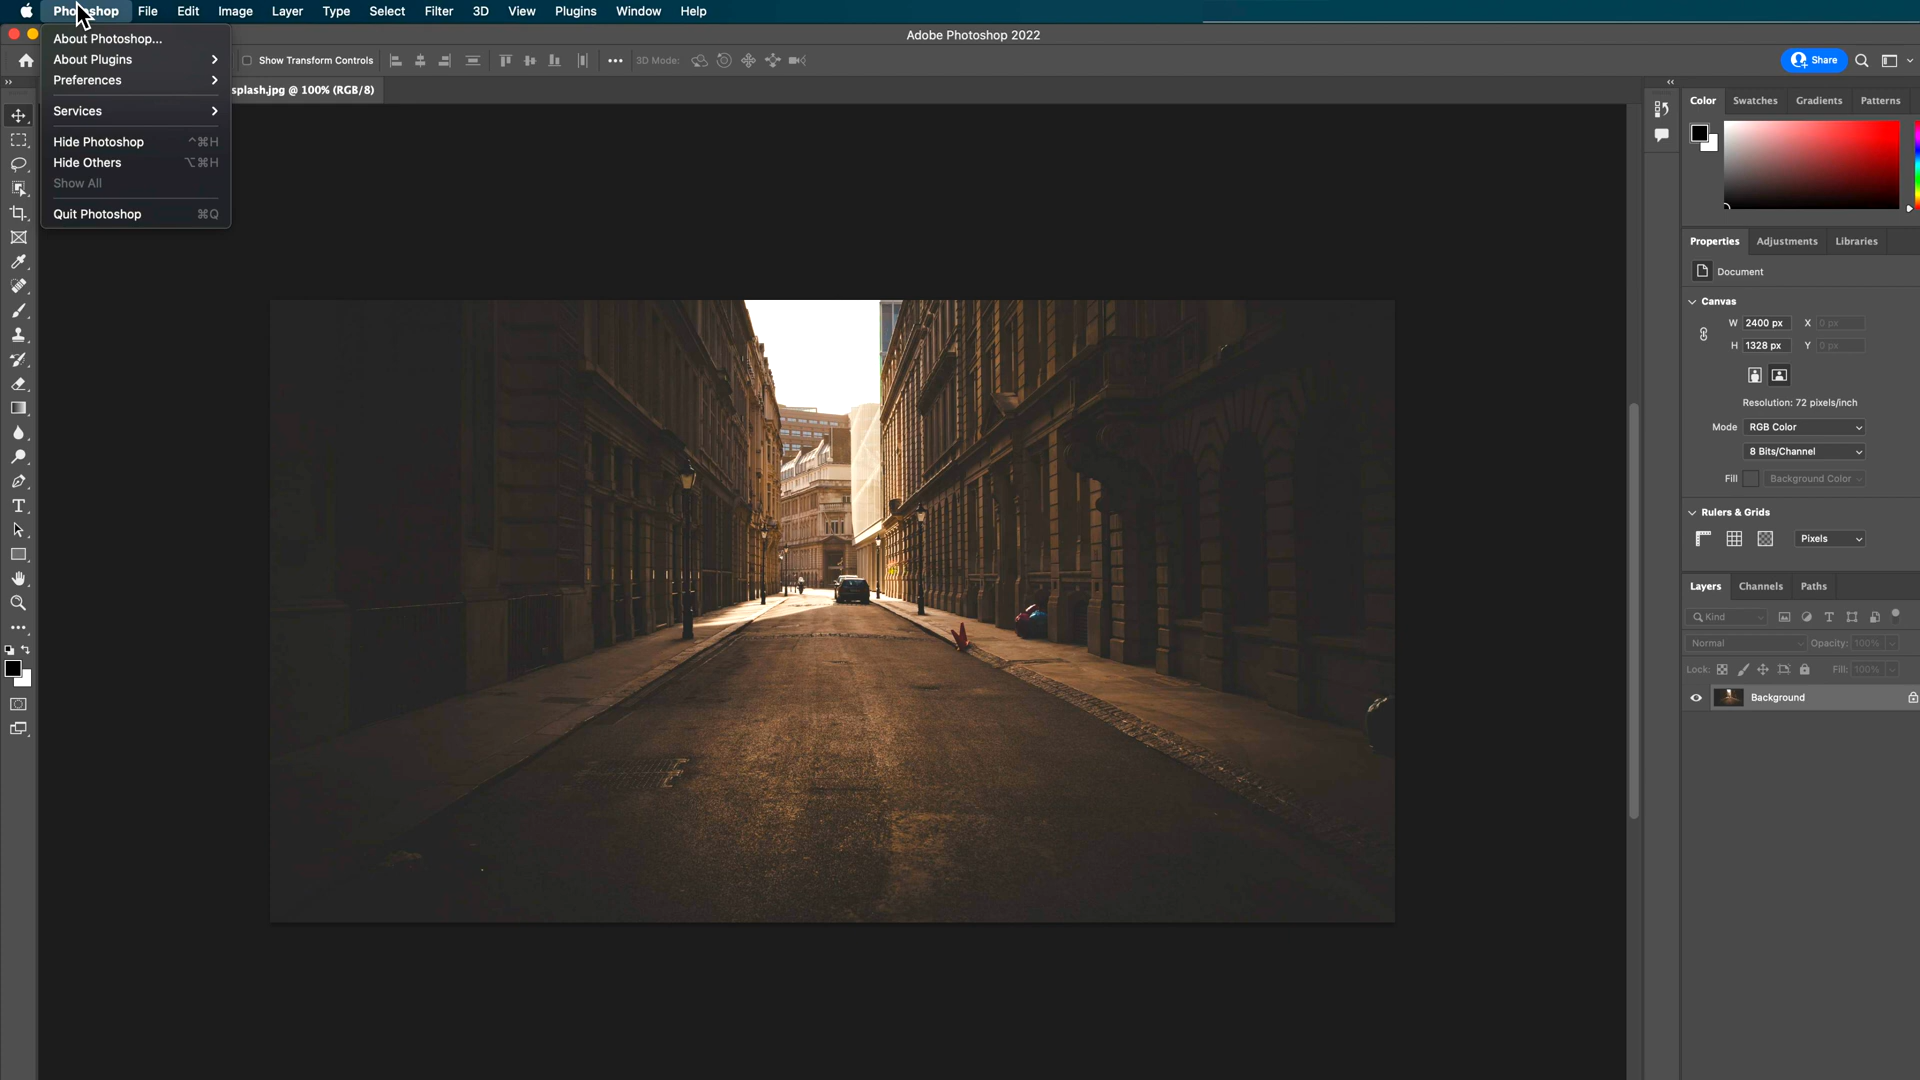 Photoshop File Edit Image Layer Type Select Filter 3D View Plugins Window Help
Adobe Photoshop 2022
About Photoshop...
About Plugins
Preferences
Services
Hide Photoshop ⌃⌘H
Hide Others ⌥⌘H
Show All
Quit Photoshop ⌘Q
Show Transform Controls
3D Mode:
Share
splash.jpg @ 100% (RGB/8)
Color Swatches Gradients Patterns
Properties Adjustments Libraries
Document
Canvas
W 2400 px X 0 px
H 1328 px Y 0 px
Resolution: 72 pixels/inch
Mode RGB Color
8 Bits/Channel
Fill Background Color
Rulers & Grids
Pixels
Layers Channels Paths
Kind
Normal Opacity: 100%
Lock: Fill: 100%
Background